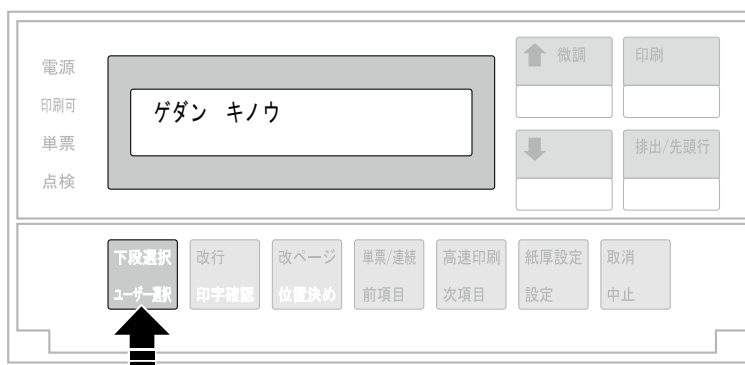 電源
印刷可
単票
点検
ゲダン キノウ
微調
印刷
排出/先頭行
下段選択
ユーザー選択
改行
印字確認
改ページ
位置決め
単票/連続
前項目
高速印刷
次項目
紙厚設定
設定
取消
中止